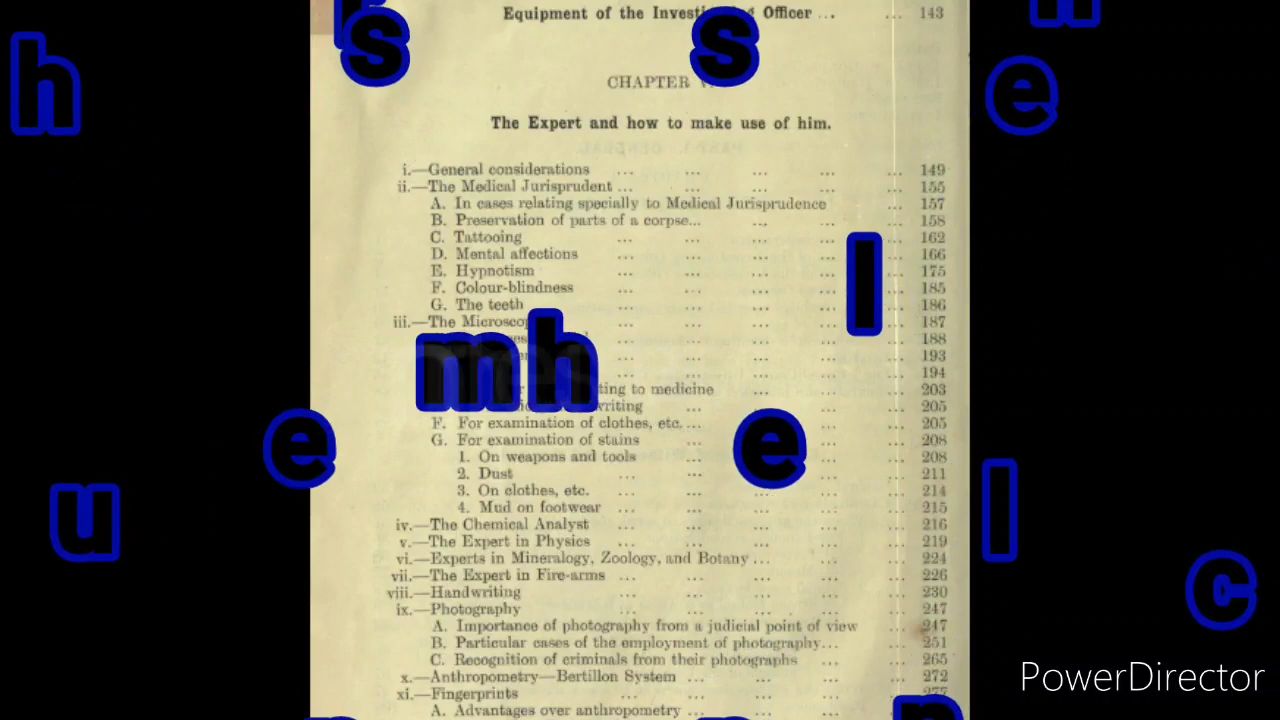 Equipment of the Officer ... ... 143
CHAPTER
The Expert and how to make use of him.
i.—General considerations ... ... ... ... 149
ii.—The Medical Jurisprudent ... ... ... ... 155
A. In cases relating specially to Medical Jurisprudence ... 157
B. Preservation of parts of a corpse... ... ... ... 158
C. Tattooing ... ... ... ... ... 162
D. Mental affections ... ... ... ... ... 166
E. Hypnotism ... ... ... ... ... 175
F. Colour-blindness ... ... ... ... ... 185
G. The teeth ... ... ... ... ... 186
iii.—The ... ... ... 187
188
193
194
to medicine ... ... ... 203
205
F. For examination of clothes, etc.... ... ... ... 205
G. For examination of stains ... ... ... ... 208
1. On weapons and tools ... ... ... ... 208
2. Dust ... ... ... ... ... 211
3. On clothes, etc. ... ... ... ... ... 214
4. Mud on footwear ... ... ... ... ... 215
iv.—The Chemical Analyst ... ... ... ... ... 216
v.—The Expert in Physics ... ... ... ... ... 219
vi.—Experts in Mineralogy, Zoology, and Botany ... ... ... 224
vii.—The Expert in Fire-arms ... ... ... ... ... 226
viii.—Handwriting ... ... ... ... ... 230
ix.—Photography ... ... ... ... ... 247
A. Importance of photography from a judicial point of view ... 247
B. Particular cases of the employment of photography... ... 251
C. Recognition of criminals from their photographs ... ... 265
x.—Anthropometry—Bertillon System ... ... ... ... 272
xi.—Fingerprints ... ... ... ... ... 277
A. Advantages over anthropometry ... ... ... ...
s
s
h
e
l
m h
e
e
u
l
c
PowerDirector